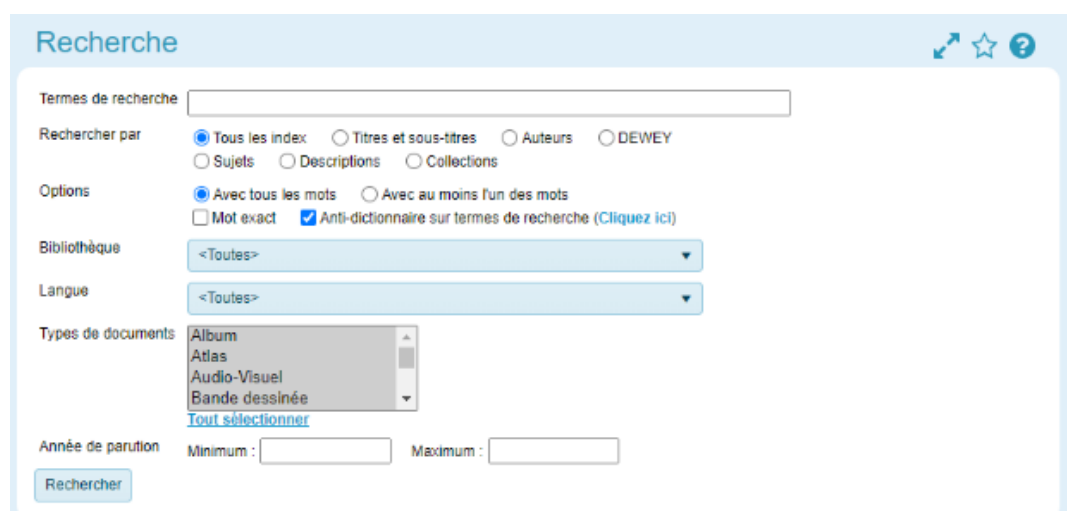 Recherche
Termes de recherche
Rechercher par Tous les index Titres et sous-titres Auteurs DEWEY
Sujets Descriptions Collections
Options Avec tous les mots Avec au moins l'un des mots
Mot exact Anti-dictionnaire sur termes de recherche (Cliquez ici)
Bibliothèque <Toutes>
Langue <Toutes>
Types de documents Album
Atlas
Audio-Visuel
Bande dessinée
Tout sélectionner
Année de parution Minimum : Maximum :
Rechercher